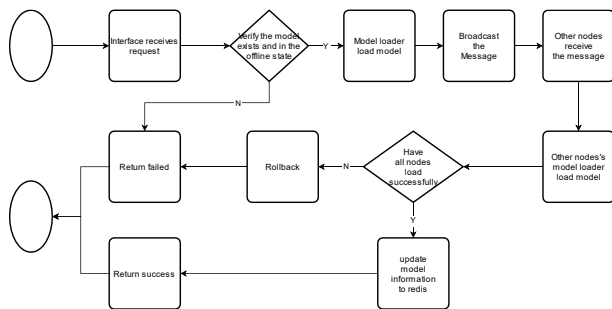 Interface receives
request
Verify the model
exists and in the
offline state
Y
Model loader
load model
Broadcast
the
Message
Other nodes
receive
the message
N
Return failed
Rollback
N
Have
all nodes
load
successfully
Other nodes's
model loader
load model
Y
Return success
update
model
information
to redis